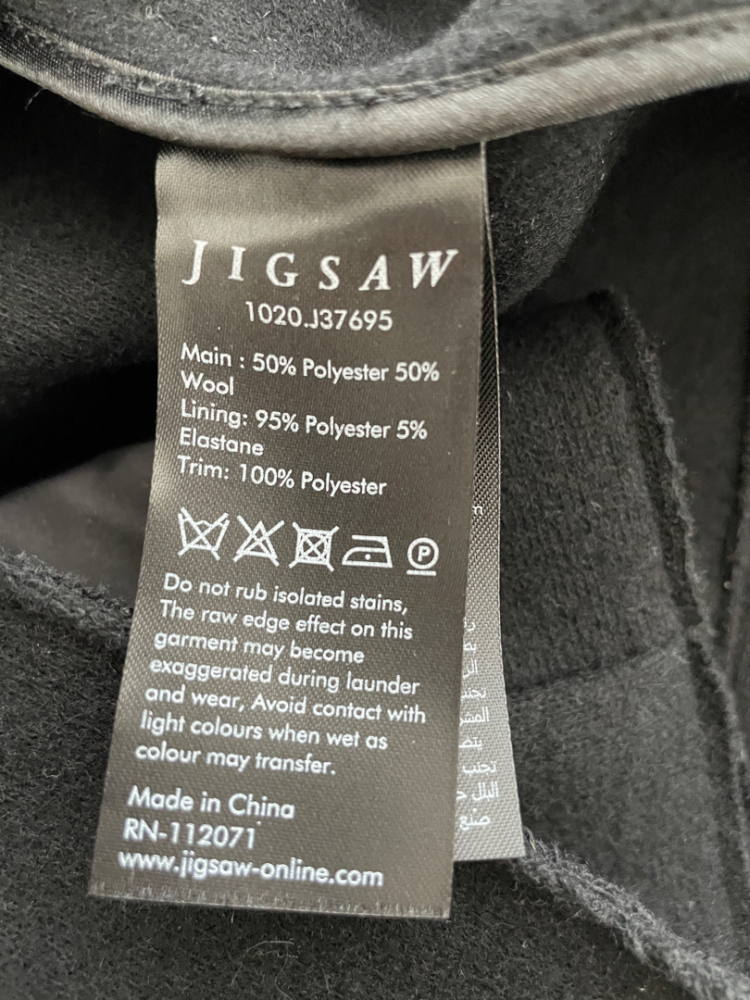 JIGSAW
1020.J37695
Main : 50% Polyester 50%
Wool
Lining: 95% Polyester 5%
Elastane
Trim: 100% Polyester
P
Do not rub isolated stains,
The raw edge effect on this
garment may become
exaggerated during launder
and wear, Avoid contact with
light colours when wet as
colour may transfer.
Made in China
RN-112071
www.jigsaw-online.com